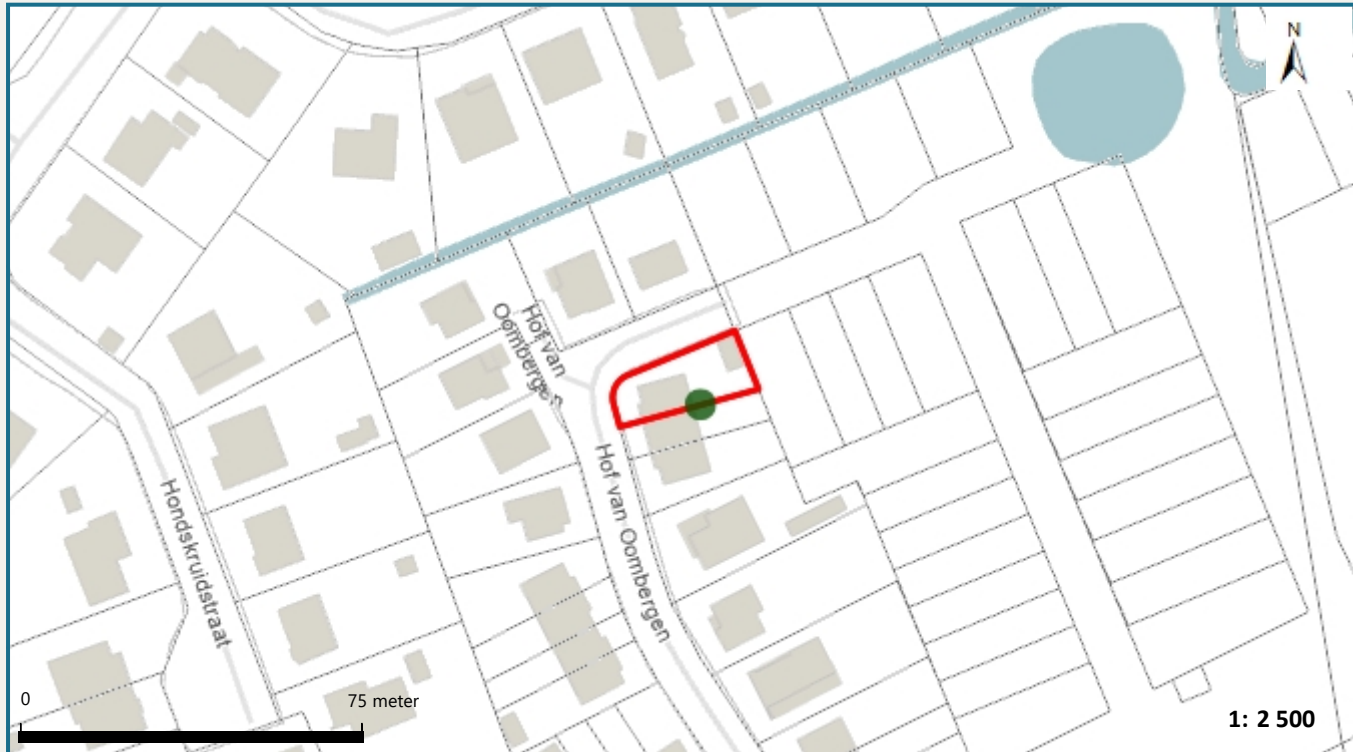 N
Hof van
Oombergen
Hof van Oombergen
Hondskruidstraat
0
75 meter
1: 2 500